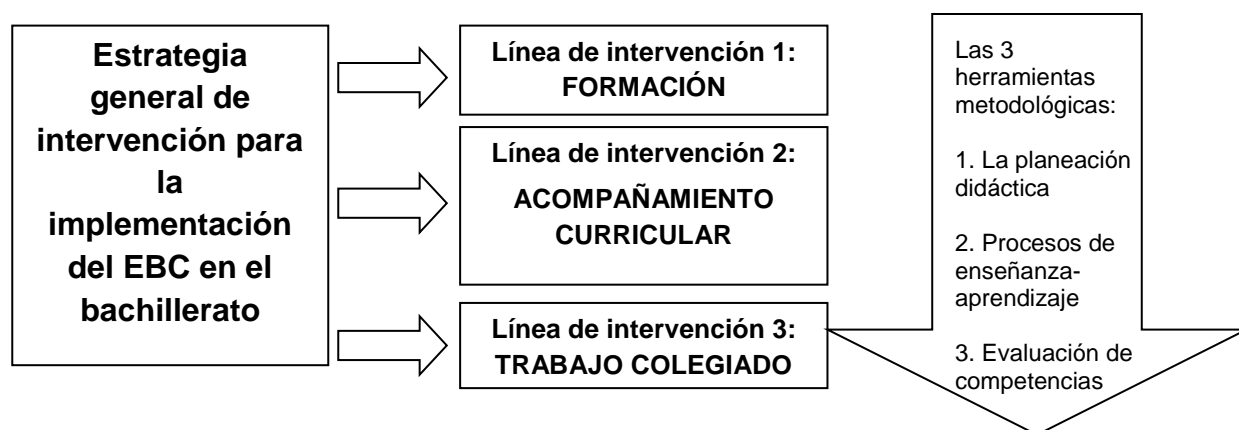 Estrategia
general de
intervención para
la
implementación
del EBC en el
bachillerato
Línea de intervención 1:
FORMACIÓN
Línea de intervención 2:
ACOMPAÑAMIENTO
CURRICULAR
Línea de intervención 3:
TRABAJO COLEGIADO
Las 3
herramientas
metodológicas:
1. La planeación
didáctica
2. Procesos de
enseñanza-
aprendizaje
3. Evaluación de
competencias